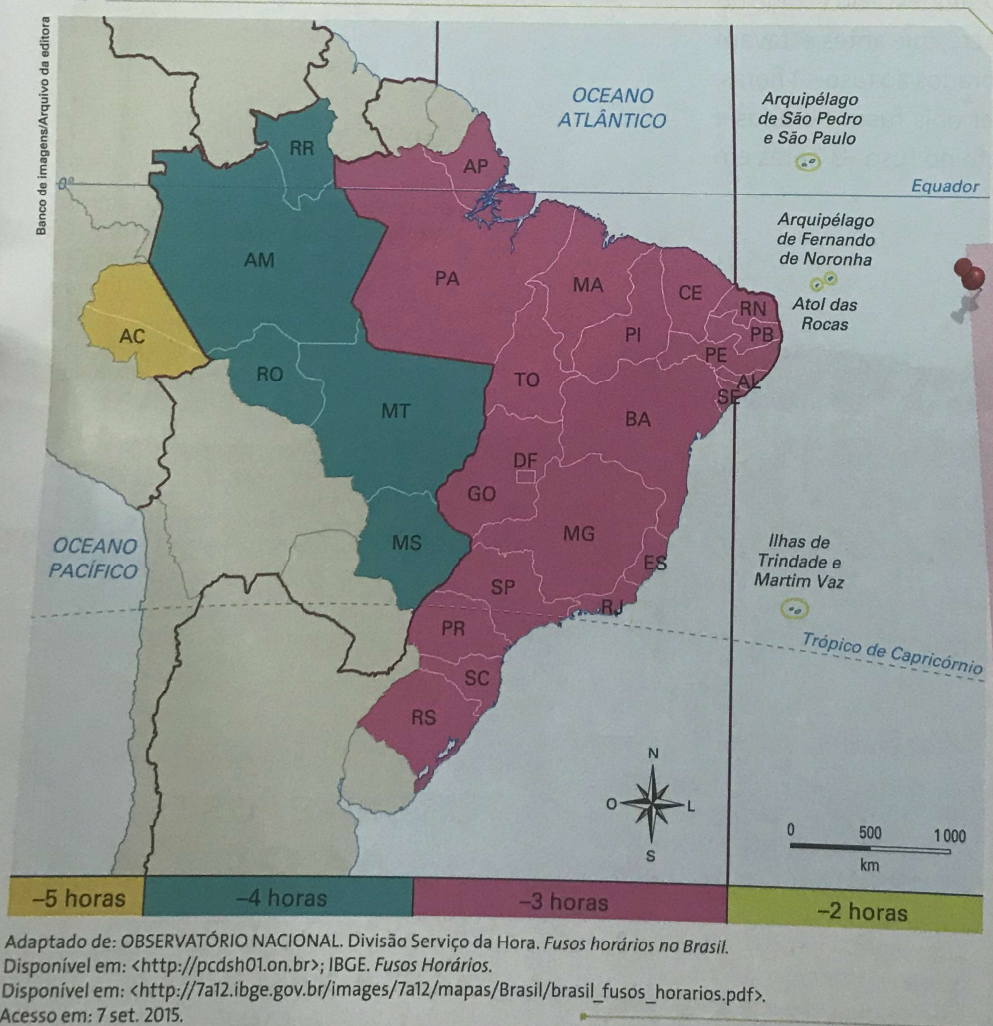 Banco de imagens/Arquivo da editora
OCEANO
ATLÂNTICO
Arquipélago
de São Pedro
e São Paulo
RR
AP
0°
Equador
Arquipélago
de Fernando
de Noronha
Atol das
Rocas
AM
PA
MA
CE
RN
AC
PI
PB
PE
RO
TO
AL
SE
MT
BA
DF
GO
MG
MS
OCEANO
PACÍFICO
Ilhas de
Trindade e
Martim Vaz
ES
SP
RJ
PR
Trópico de Capricórnio
SC
RS
N
O
L
S
0
500
1 000
km
–5 horas
–4 horas
–3 horas
–2 horas
Adaptado de: OBSERVATÓRIO NACIONAL. Divisão Serviço da Hora. Fusos horários no Brasil.
Disponível em: <http://pcdsh01.on.br>; IBGE. Fusos Horários.
Disponível em: <http://7a12.ibge.gov.br/images/7a12/mapas/Brasil/brasil_fusos_horarios.pdf>.
Acesso em: 7 set. 2015.